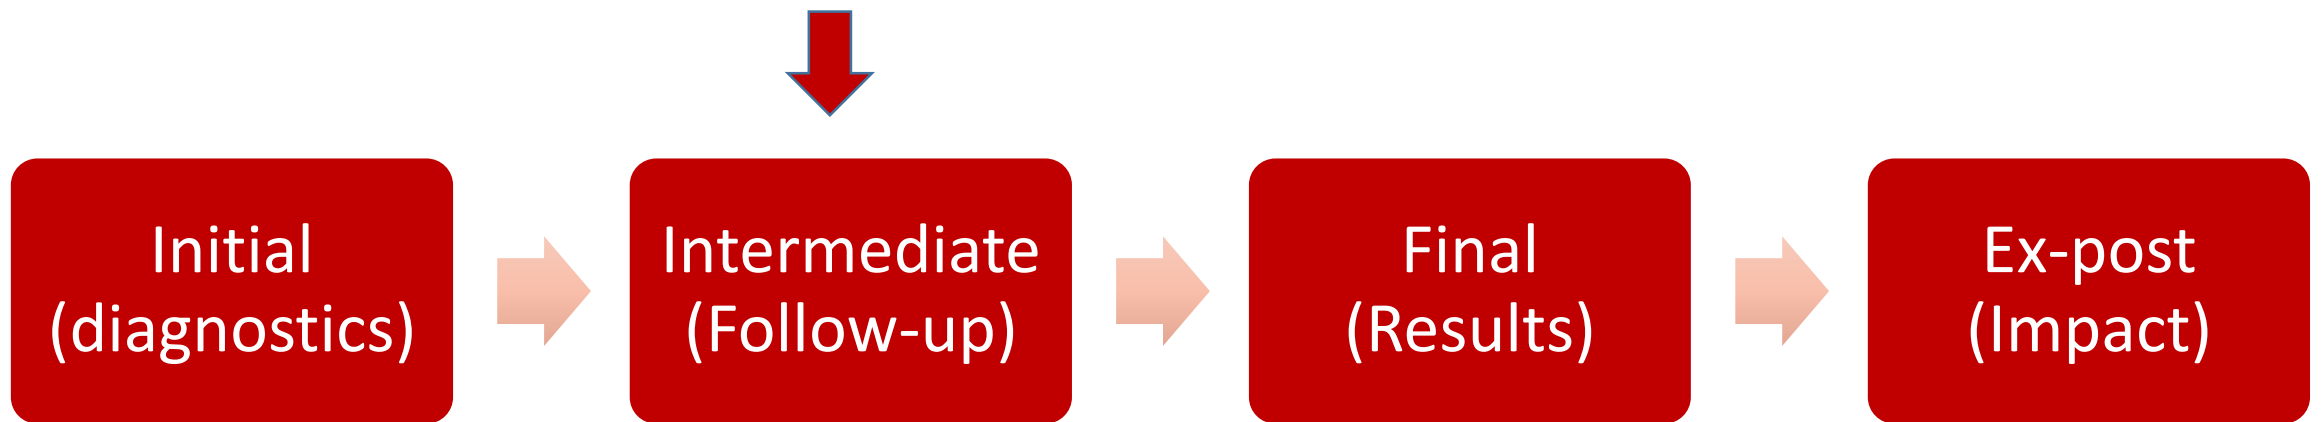 Initial
(diagnostics)
Intermediate
(Follow-up)
Final
(Results)
Ex-post
(Impact)